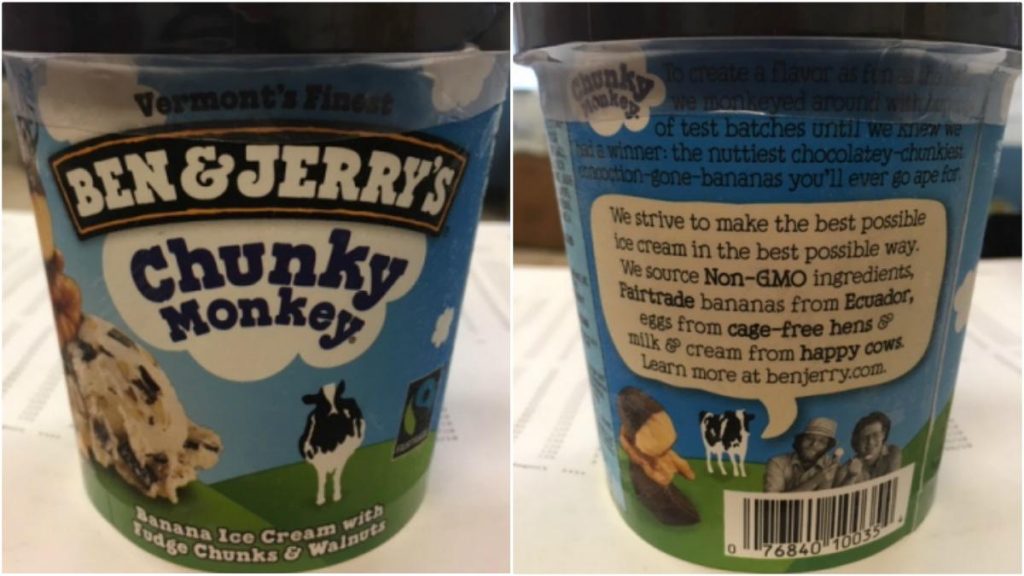 Vermont's Finest
BEN & JERRY'S
Chunky
Monkey
Banana Ice Cream with
Fudge Chunks & Walnuts
Chunky
Monkey
To create a flavor as
we monkeyed around with
of test batches until we knew we
had a winner: the nuttiest chocolatey-chunkiest
concoction-gone-bananas you'll ever go ape for.
We strive to make the best possible
ice cream in the best possible way.
We source Non-GMO ingredients,
Fairtrade bananas from Ecuador,
eggs from cage-free hens &
milk & cream from happy cows.
Learn more at benjerry.com.
0 76840 10035 4